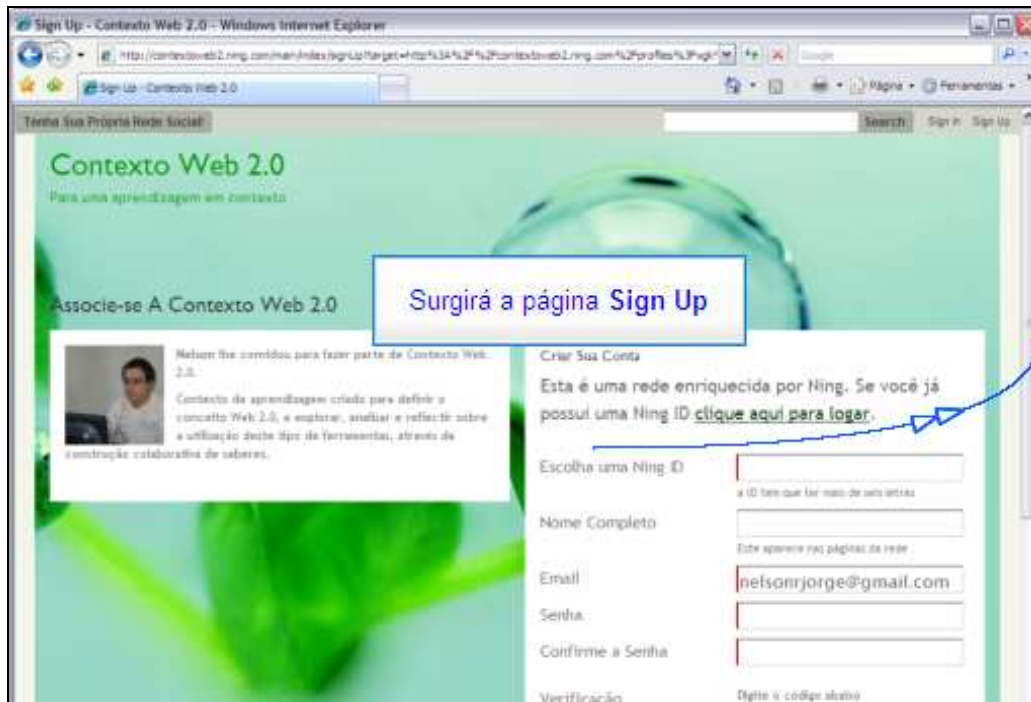 Sign Up - Contexto Web 2.0 - Windows Internet Explorer
Google
Sign Up - Contexto Web 2.0
Página
Ferramentas
Tenha Sua Própria Rede Social!
Search
Sign In
Sign Up
Contexto Web 2.0
Para uma aprendizagem em contexto
Associe-se A Contexto Web 2.0
Surgirá a página Sign Up
Nelson lhe convidou para fazer parte de Contexto Web
2.0.
Contexto de aprendizagem criado para definir o
conceito Web 2.0, e explorar, analisar e reflectir sobre
a utilização deste tipo de ferramentas, através da
construção colaborativa de saberes.
Criar Sua Conta
Esta é uma rede enriquecida por Ning. Se você já
possui uma Ning ID clique aqui para logar.
Escolha uma Ning ID
a ID tem que ter mais de seis letras
Nome Completo
Este aparece nas páginas da rede
Email
nelsonrjorge@gmail.com
Senha
Confirme a Senha
Verificação
Digite o código abaixo